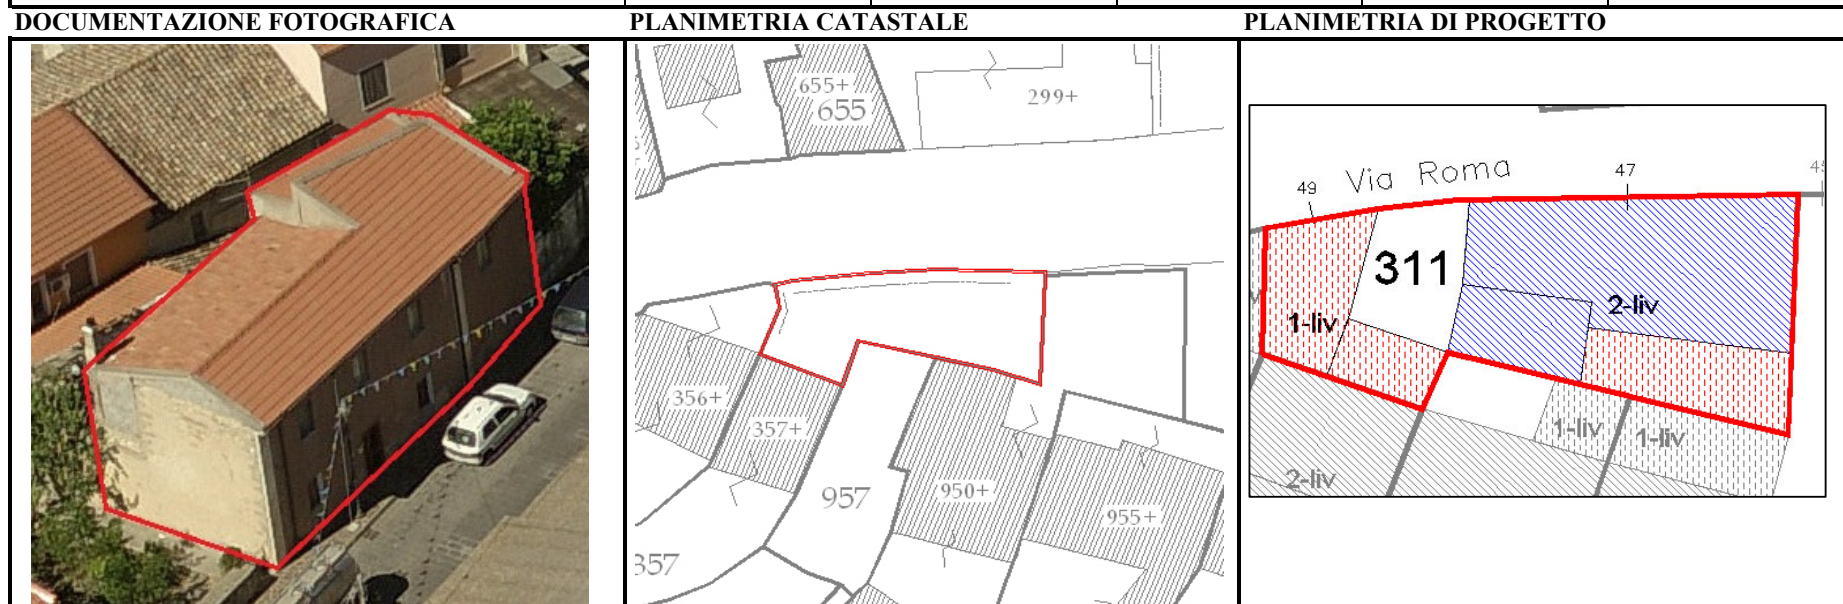 DOCUMENTAZIONE FOTOGRAFICA
PLANIMETRIA CATASTALE
PLANIMETRIA DI PROGETTO
655+
655
299+
356+
357+
957
950+
955+
357
49
Via Roma
47
311
1-liv
2-liv
1-liv
1-liv
2-liv